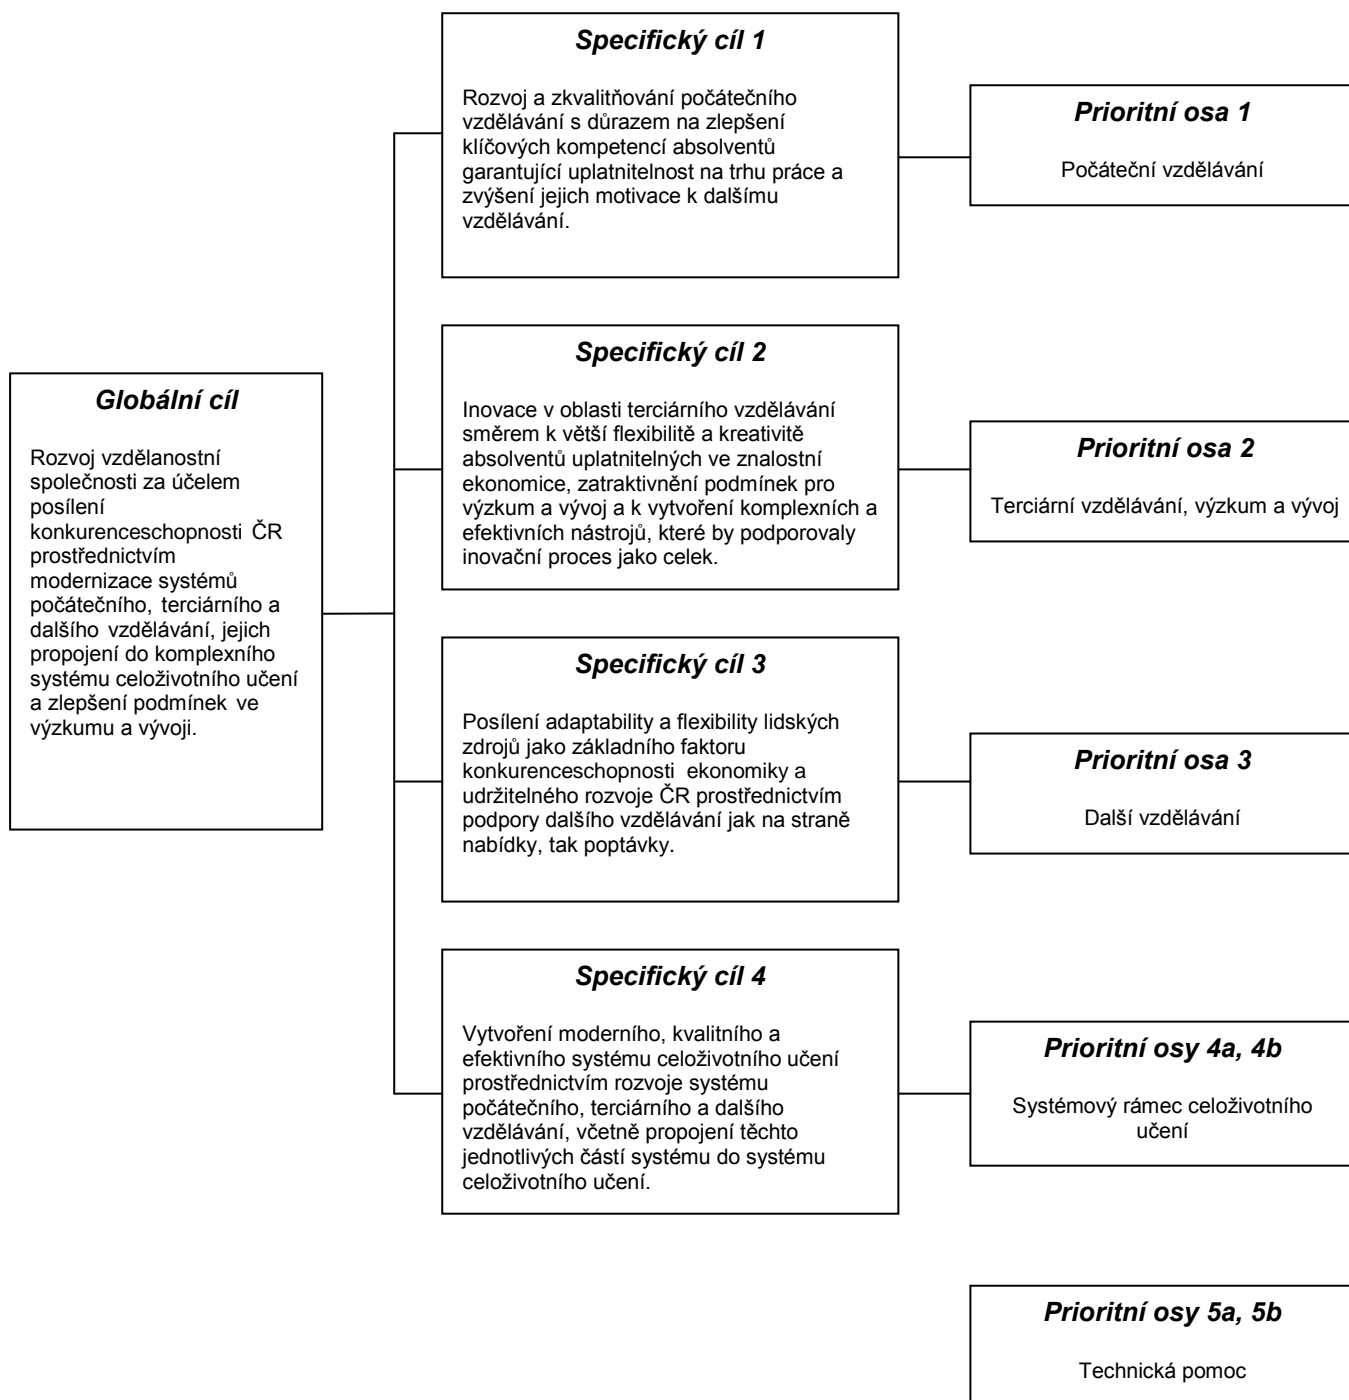 Globální cíl
Rozvoj vzdělanostní
společnosti za účelem
posílení
konkurenceschopnosti ČR
prostřednictvím
modernizace systémů
počátečního, terciárního a
dalšího vzdělávání, jejich
propojení do komplexního
systému celoživotního učení
a zlepšení podmínek ve
výzkumu a vývoji.
Specifický cíl 1
Rozvoj a zkvalitňování počátečního
vzdělávání s důrazem na zlepšení
klíčových kompetencí absolventů
garantující uplatnitelnost na trhu práce a
zvýšení jejich motivace k dalšímu
vzdělávání.
Prioritní osa 1
Počáteční vzdělávání
Specifický cíl 2
Inovace v oblasti terciárního vzdělávání
směrem k větší flexibilitě a kreativitě
absolventů uplatnitelných ve znalostní
ekonomice, zatraktivnění podmínek pro
výzkum a vývoj a k vytvoření komplexních a
efektivních nástrojů, které by podporovaly
inovační proces jako celek.
Prioritní osa 2
Terciární vzdělávání, výzkum a vývoj
Specifický cíl 3
Posílení adaptability a flexibility lidských
zdrojů jako základního faktoru
konkurenceschopnosti ekonomiky a
udržitelného rozvoje ČR prostřednictvím
podpory dalšího vzdělávání jak na straně
nabídky, tak poptávky.
Prioritní osa 3
Další vzdělávání
Specifický cíl 4
Vytvoření moderního, kvalitního a
efektivního systému celoživotního učení
prostřednictvím rozvoje systému
počátečního, terciárního a dalšího
vzdělávání, včetně propojení těchto
jednotlivých částí systému do systému
celoživotního učení.
Prioritní osy 4a, 4b
Systémový rámec celoživotního
učení
Prioritní osy 5a, 5b
Technická pomoc